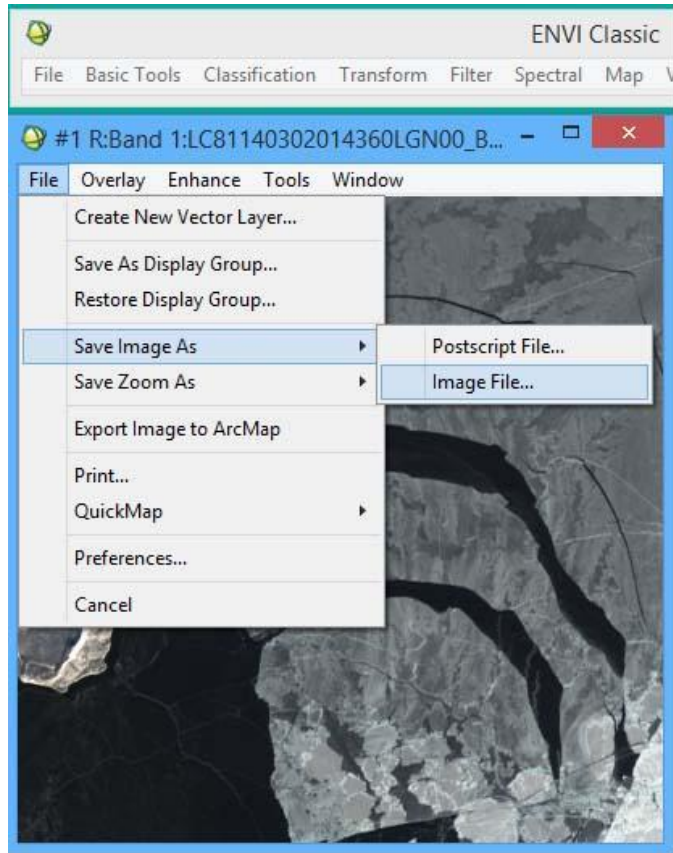 ENVI Classic
File Basic Tools Classification Transform Filter Spectral Map
#1 R:Band 1:LC81140302014360LGN00_B...
File Overlay Enhance Tools Window
Create New Vector Layer...
Save As Display Group...
Restore Display Group...
Save Image As
Postscript File...
Save Zoom As
Image File...
Export Image to ArcMap
Print...
QuickMap
Preferences...
Cancel